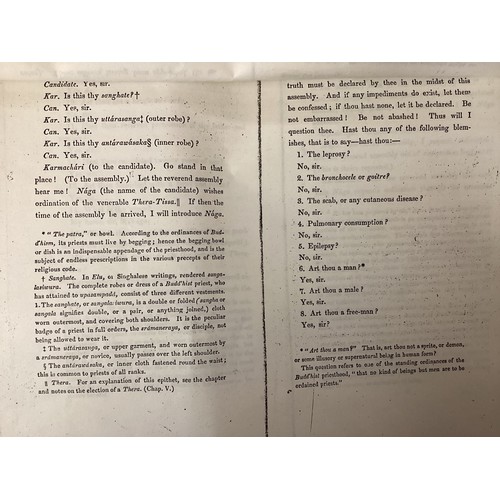 Candidate. Yes, sir.
Kar. Is this thy senghate?†
Can. Yes, sir.
Kar. Is this thy uttárasanga‡ (outer robe)?
Can. Yes, sir.
Kar. Is this thy antárawásaka§ (inner robe)?
Can. Yes, sir.
Karmachári (to the candidate). Go stand in that
place! (To the assembly.) Let the reverend assembly
hear me! Nága (the name of the candidate) wishes
ordination of the venerable Thera-Tissa.|| If then the
time of the assembly be arrived, I will introduce Nága,
* "The patra," or bowl. According to the ordinances of Bud-
d'hism, its priests must live by begging; hence the begging bowl
or dish is an indispensable appendage of the priesthood, and is the
subject of endless prescriptions in the various precepts of their
religious code.
† Sanghate. In Elu, or Singhalese writings, rendered sanga-
lasiwura. The complete robes or dress of a Budd'hist priest, who
has attained to upasampadá, consist of three different vestments.
1. The sanghate, or sangala-iwura, is a double or folded (sangha or
sangala signifies double, or a pair, or anything joined,) cloth
worn outermost, and covering both shoulders. It is the peculiar
badge of a priest in full orders, the srámaneraya, or disciple, not
being allowed to wear it.
‡ The uttárasanga, or upper garment, and worn outermost by
a srámaneraya, or novice, usually passes over the left shoulder.
§ The antárawásaka, or inner cloth fastened round the waist;
this is common to priests of all ranks.
|| Thera. For an explanation of this epithet, see the chapter
and notes on the election of a Thera. (Chap. V.)
truth must be declared by thee in the midst of this
assembly. And if any impediments do exist, let them
be confessed; if thou hast none, let it be declared. Be
not embarrassed! Be not abashed! Thus will I
question thee. Hast thou any of the following blem-
ishes, that is to say—hast thou:—
1. The leprosy?
No, sir.
2. The bronchocele or goitre?
No, sir.
3. The scab, or any cutaneous disease?
No, sir.
4. Pulmonary consumption?
No, sir.
5. Epilepsy?
No, sir.
6. Art thou a man?*
Yes, sir.
7. Art thou a male?
Yes, sir.
8. Art thou a free-man?
Yes, sir?
* "Art thou a man?" That is, art thou not a sprite, or demon,
or some illusory or supernatural being in human form?
This question refers to one of the standing ordinances of the
Budd'hist priesthood, "that no kind of beings but men are to be
ordained priests."